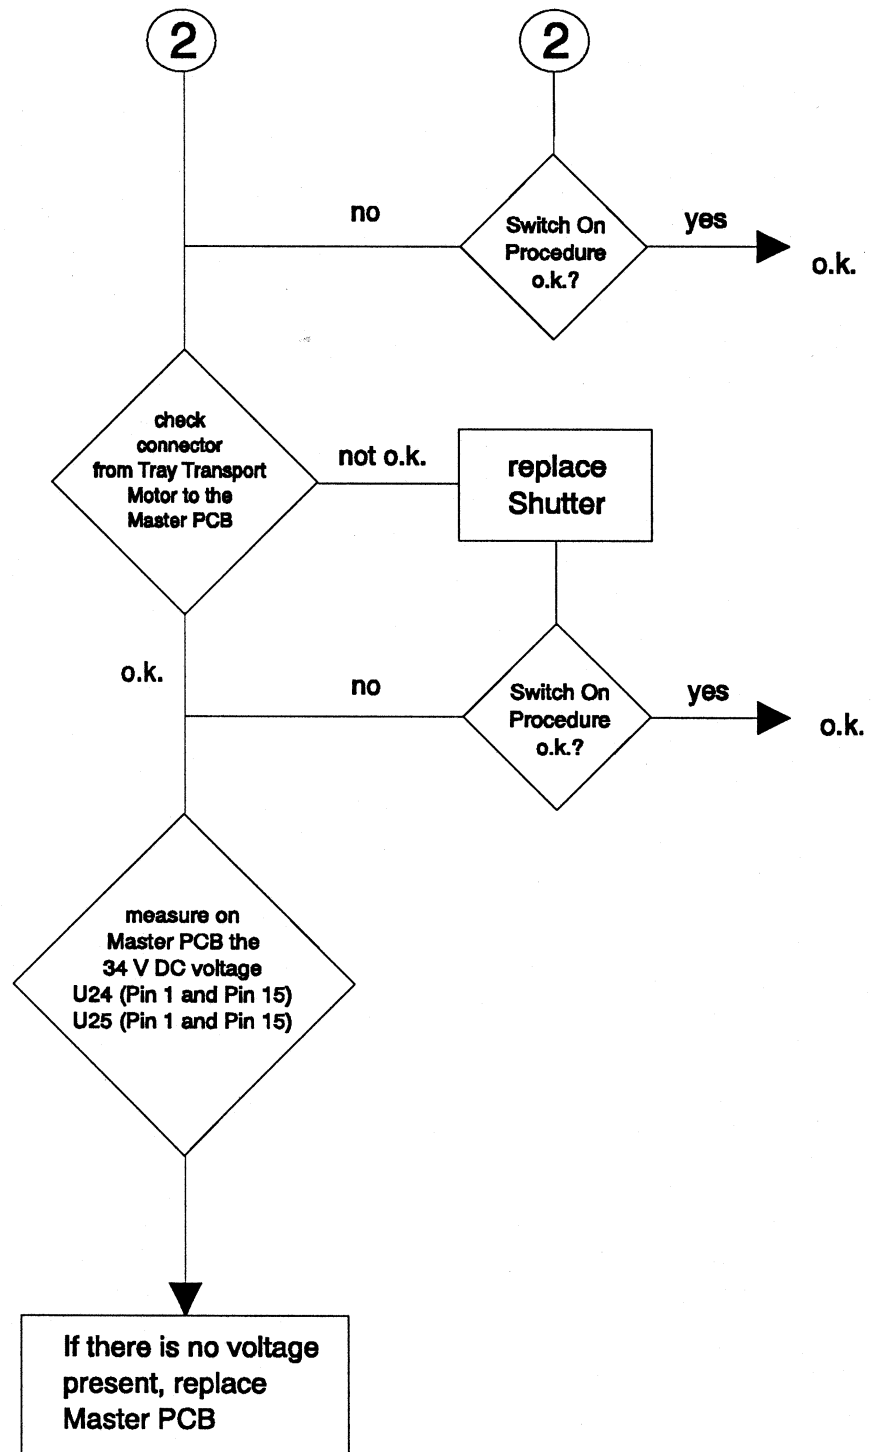 2
2
no
Switch On
Procedure
o.k.?
yes
o.k.
check
connector
from Tray Transport
Motor to the
Master PCB
not o.k.
replace
Shutter
o.k.
no
Switch On
Procedure
o.k.?
yes
o.k.
measure on
Master PCB the
34 V DC voltage
U24 (Pin 1 and Pin 15)
U25 (Pin 1 and Pin 15)
If there is no voltage
present, replace
Master PCB